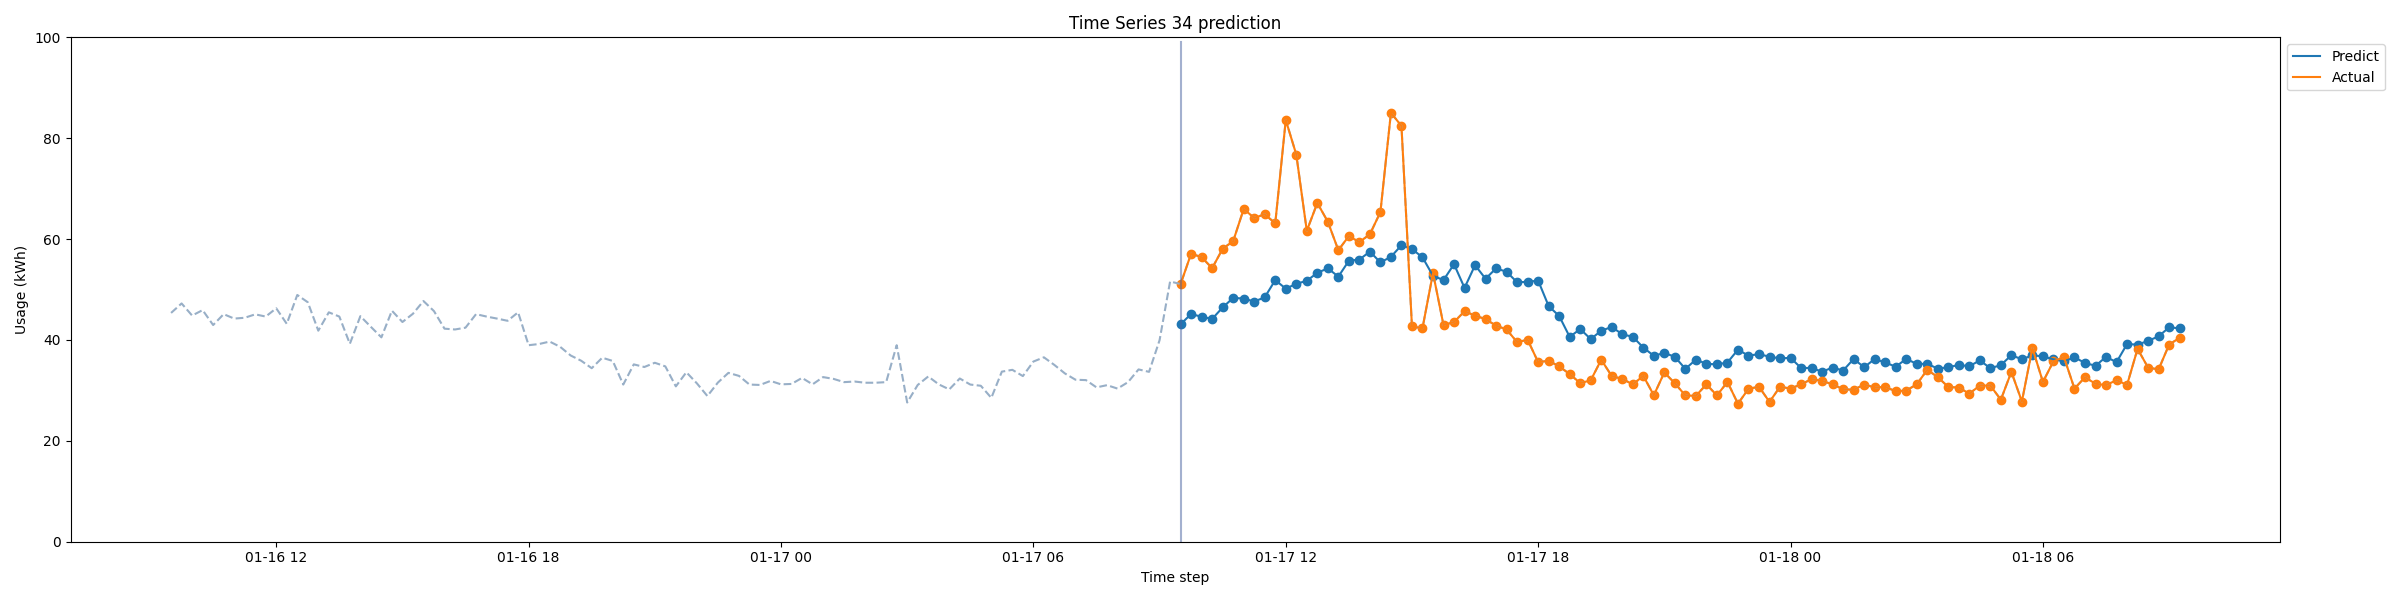 Time Series 34 prediction
100
80
60
40
20
0
Usage (kWh)
01-16 12
01-16 18
01-17 00
01-17 06
01-17 12
01-17 18
01-18 00
01-18 06
Time step
Predict
Actual